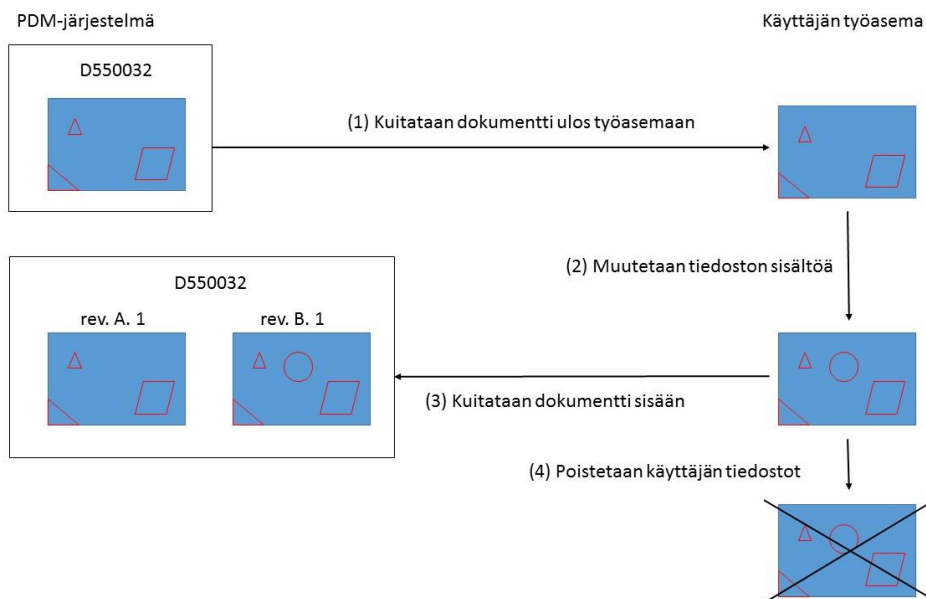 PDM-järjestelmä
Käyttäjän työasema
D550032
(1) Kuitataan dokumentti ulos työasemaan
(2) Muutetaan tiedoston sisältöä
D550032
rev. A. 1
rev. B. 1
(3) Kuitataan dokumentti sisään
(4) Poistetaan käyttäjän tiedostot